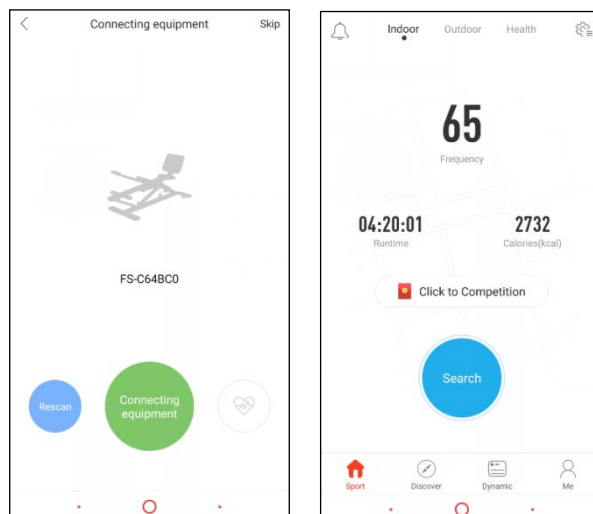 Connecting equipment Skip
FS-C64BC0
Rescan
Connecting
equipment
Indoor Outdoor Health
65
Frequency
04:20:01 2732
Runtime Calories(kcal)
Click to Competition
Search
Sport Discover Dynamic Me